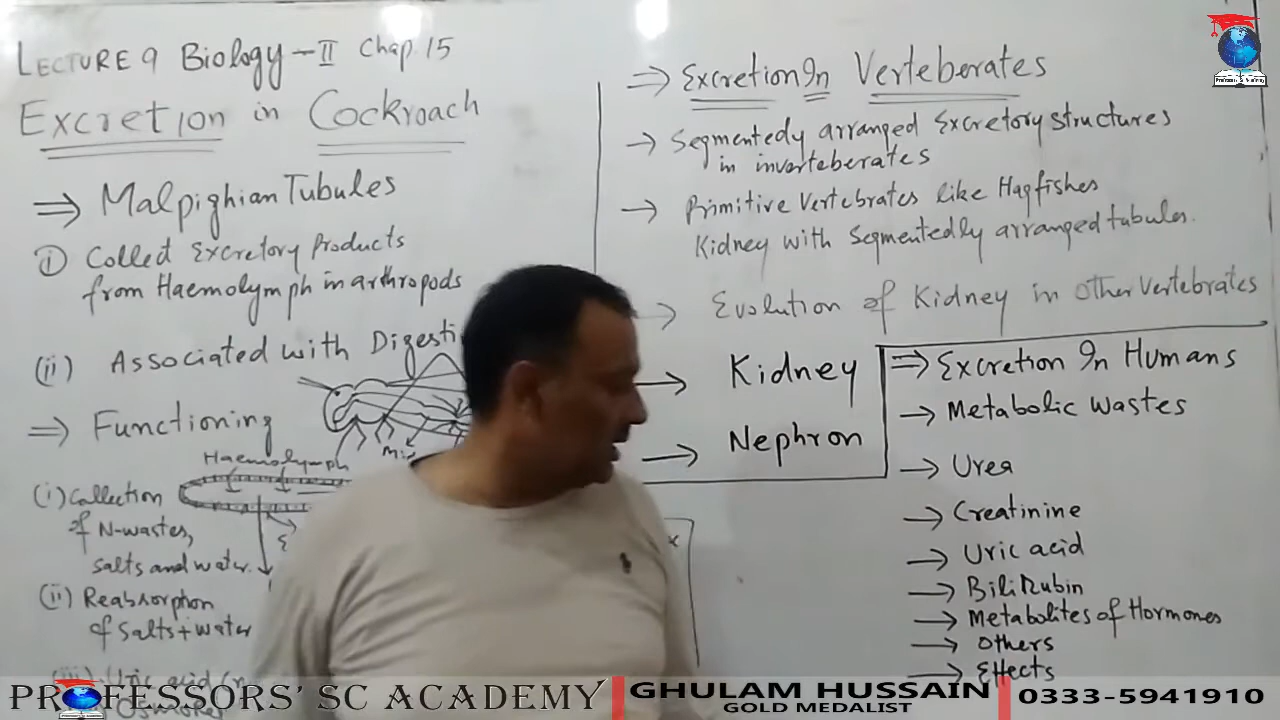 LECTURE 9 Biology - II Chap. 15
Excretion in Cockroach
⇒ Malpighian Tubules
(i) Collect Excretory Products
from Haemolymph in arthropods
(ii) Associated with Digesti
⇒ Functioning
Haemolymph
(i) Collection
of N-wastes,
salts and water.
(ii) Reabsorption
of salts + water
(iii) Uric acid
⇒ Excretion In Verteberates
→ Segmentedy arranged Excretory structures
in inverteberates
→ Primitive Vertebrates like Hagfishes
Kidney with segmentedly arranged tubules.
→ Evolution of Kidney in other vertebrates
→ Kidney
→ Nephron
⇒ Excretion In Humans
→ Metabolic Wastes
→ Urea
→ Creatinine
→ Uric acid
→ BiliRubin
→ Metabolites of Hormones
→ Others
→ Effects
PROFESSORS' SC ACADEMY
GHULAM HUSSAIN
GOLD MEDALIST
0333-5941910